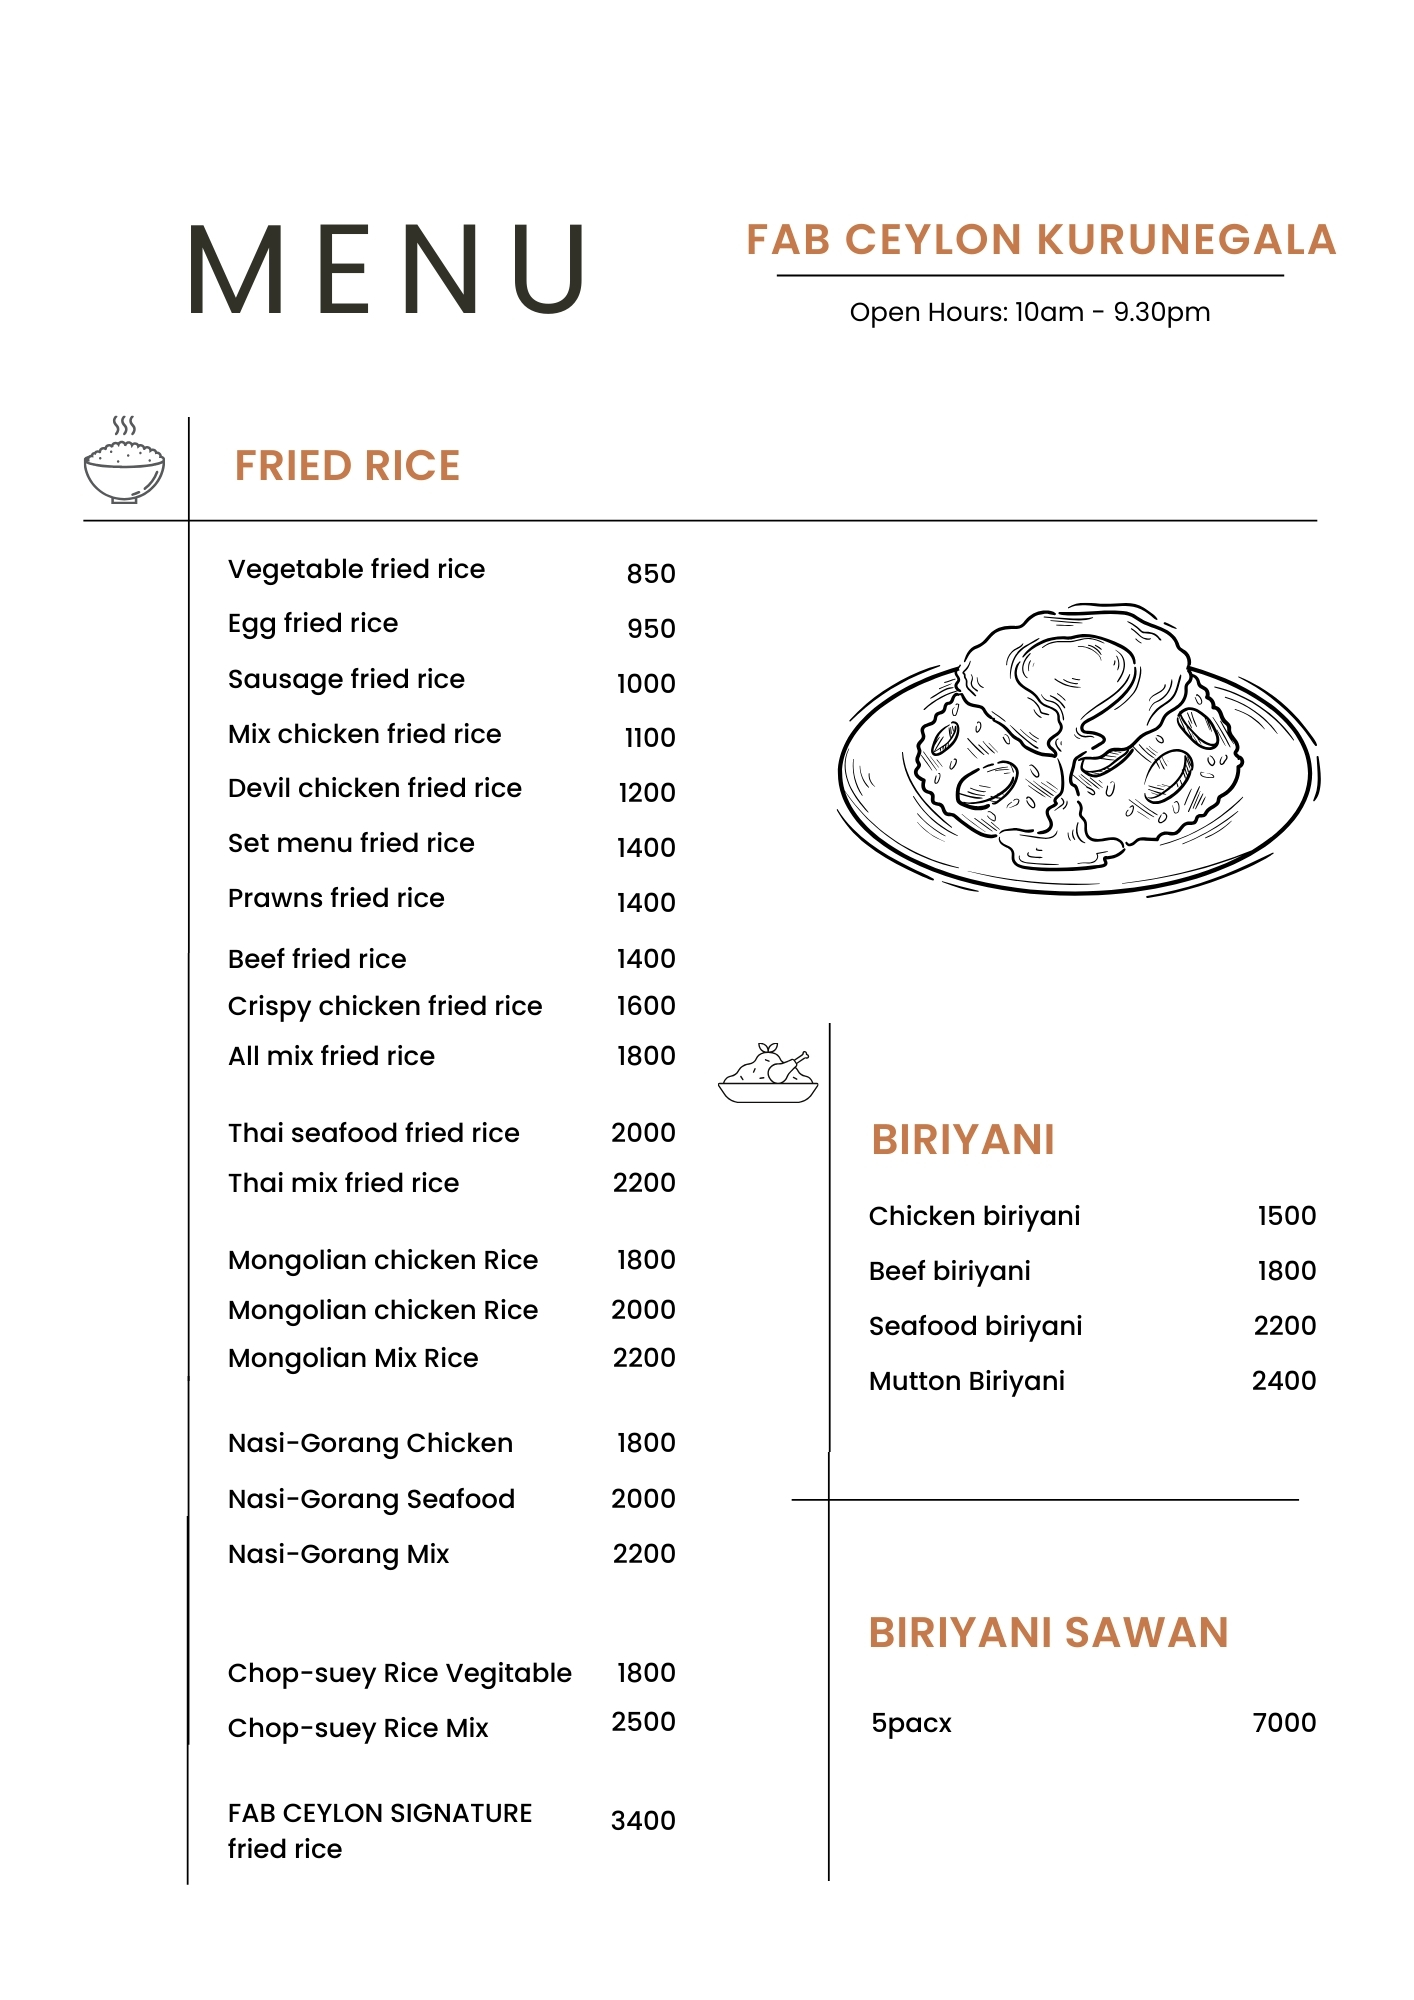 MENU
FAB CEYLON KURUNEGALA
Open Hours: 10am - 9.30pm
FRIED RICE
Vegetable fried rice 850
Egg fried rice 950
Sausage fried rice 1000
Mix chicken fried rice 1100
Devil chicken fried rice 1200
Set menu fried rice 1400
Prawns fried rice 1400
Beef fried rice 1400
Crispy chicken fried rice 1600
All mix fried rice 1800
Thai seafood fried rice 2000
Thai mix fried rice 2200
Mongolian chicken Rice 1800
Mongolian chicken Rice 2000
Mongolian Mix Rice 2200
Nasi-Gorang Chicken 1800
Nasi-Gorang Seafood 2000
Nasi-Gorang Mix 2200
Chop-suey Rice Vegitable 1800
Chop-suey Rice Mix 2500
FAB CEYLON SIGNATURE 3400
fried rice
BIRIYANI
Chicken biriyani 1500
Beef biriyani 1800
Seafood biriyani 2200
Mutton Biriyani 2400
BIRIYANI SAWAN
5pacx 7000